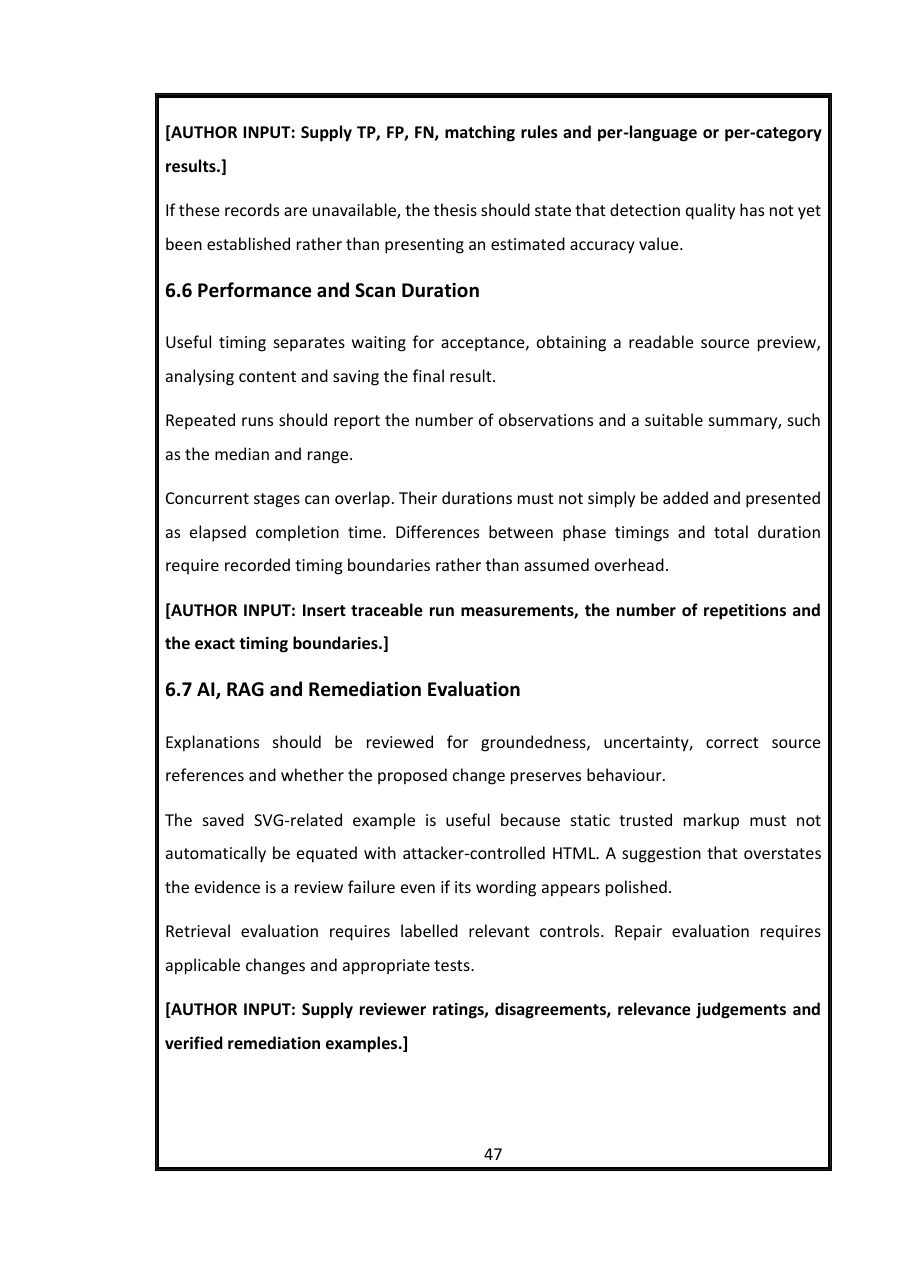 [AUTHOR INPUT: Supply TP, FP, FN, matching rules and per-language or per-category
results.]
If these records are unavailable, the thesis should state that detection quality has not yet
been established rather than presenting an estimated accuracy value.
6.6 Performance and Scan Duration
Useful timing separates waiting for acceptance, obtaining a readable source preview,
analysing content and saving the final result.
Repeated runs should report the number of observations and a suitable summary, such
as the median and range.
Concurrent stages can overlap. Their durations must not simply be added and presented
as elapsed completion time. Differences between phase timings and total duration
require recorded timing boundaries rather than assumed overhead.
[AUTHOR INPUT: Insert traceable run measurements, the number of repetitions and
the exact timing boundaries.]
6.7 AI, RAG and Remediation Evaluation
Explanations should be reviewed for groundedness, uncertainty, correct source
references and whether the proposed change preserves behaviour.
The saved SVG-related example is useful because static trusted markup must not
automatically be equated with attacker-controlled HTML. A suggestion that overstates
the evidence is a review failure even if its wording appears polished.
Retrieval evaluation requires labelled relevant controls. Repair evaluation requires
applicable changes and appropriate tests.
[AUTHOR INPUT: Supply reviewer ratings, disagreements, relevance judgements and
verified remediation examples.]
47